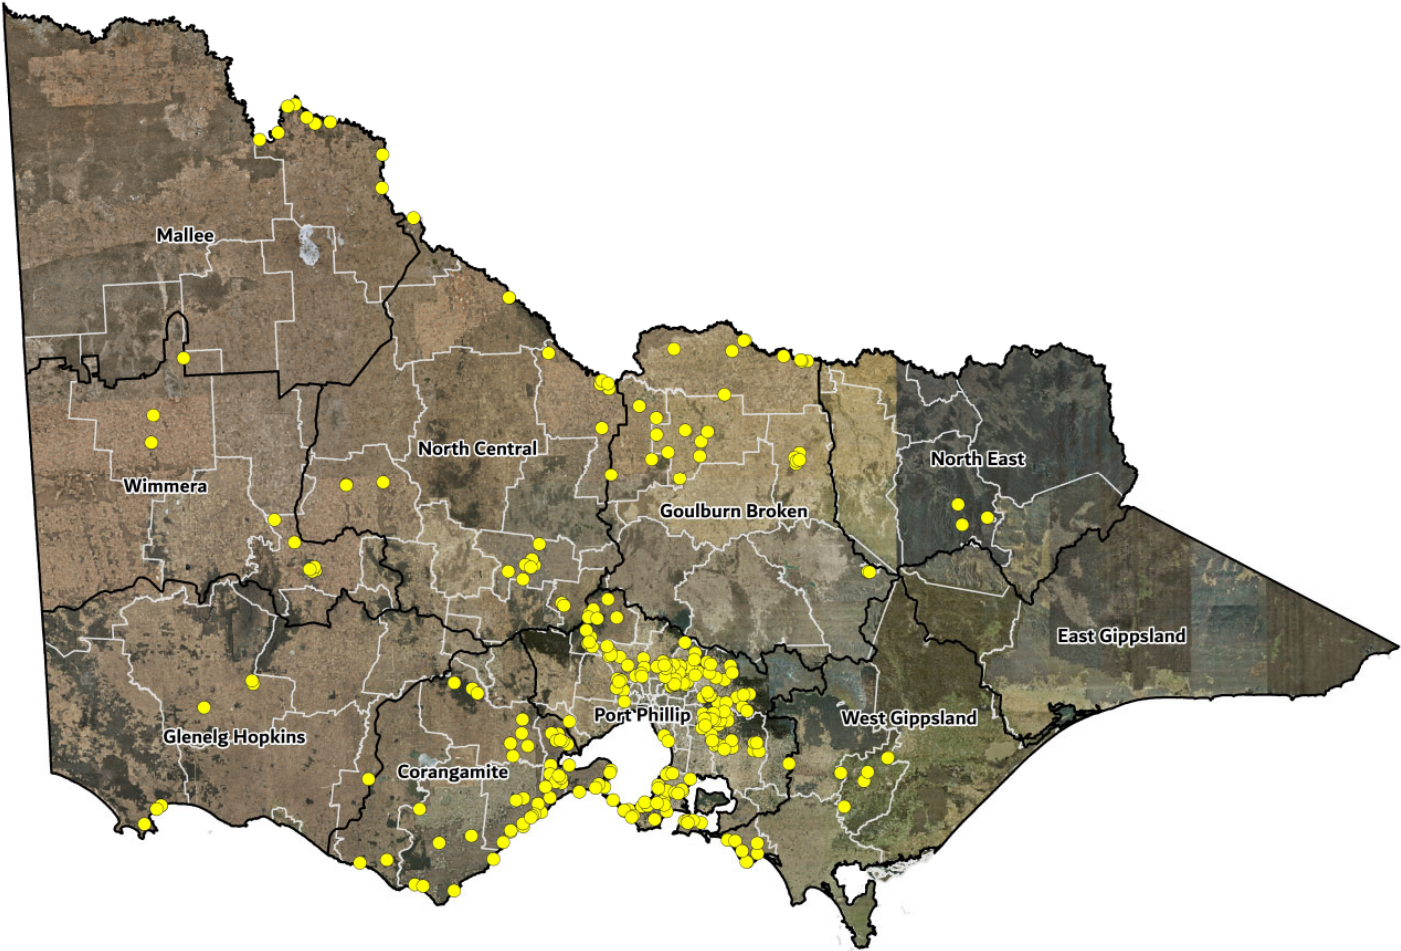 Mallee
North Central
Wimmera
North East
Goulburn Broken
East Gippsland
Port Phillip
West Gippsland
Glenelg Hopkins
Corangamite